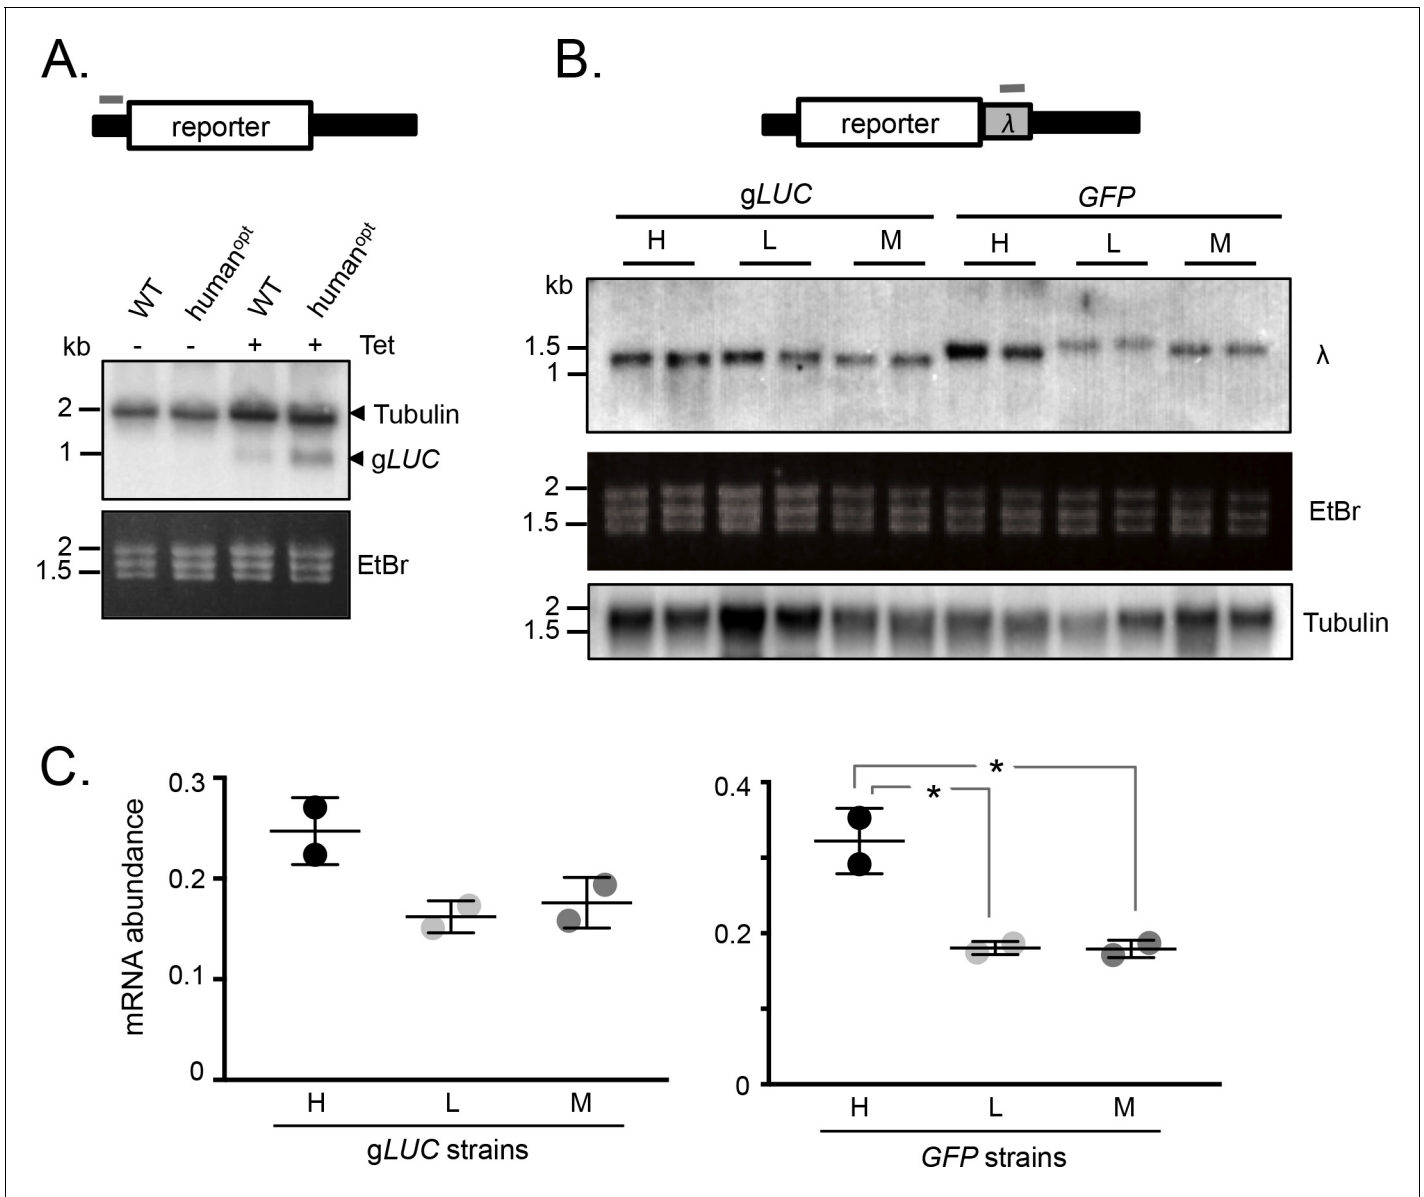 A.
reporter
WT
human^opt
WT
human^opt
kb
-
-
+
+
Tet
2
Tubulin
1
gLUC
2
1.5
EtBr
B.
reporter
λ
gLUC
GFP
H
L
M
H
L
M
kb
1.5
1
λ
2
1.5
EtBr
2
1.5
Tubulin
C.
mRNA abundance
0.3
0.2
0.1
0
H
L
M
gLUC strains
0.4
0.2
0
*
*
H
L
M
GFP strains